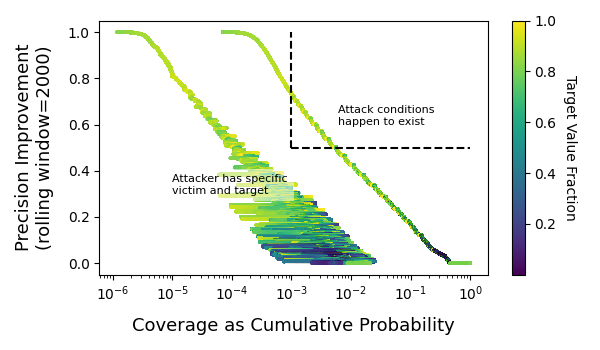 Precision Improvement
(rolling window=2000)
1.0
0.8
0.6
0.4
0.2
0.0
Attack conditions
happen to exist
Attacker has specific
victim and target
10⁻⁶
10⁻⁵
10⁻⁴
10⁻³
10⁻²
10⁻¹
10⁰
Coverage as Cumulative Probability
1.0
0.8
0.6
0.4
0.2
Target Value Fraction